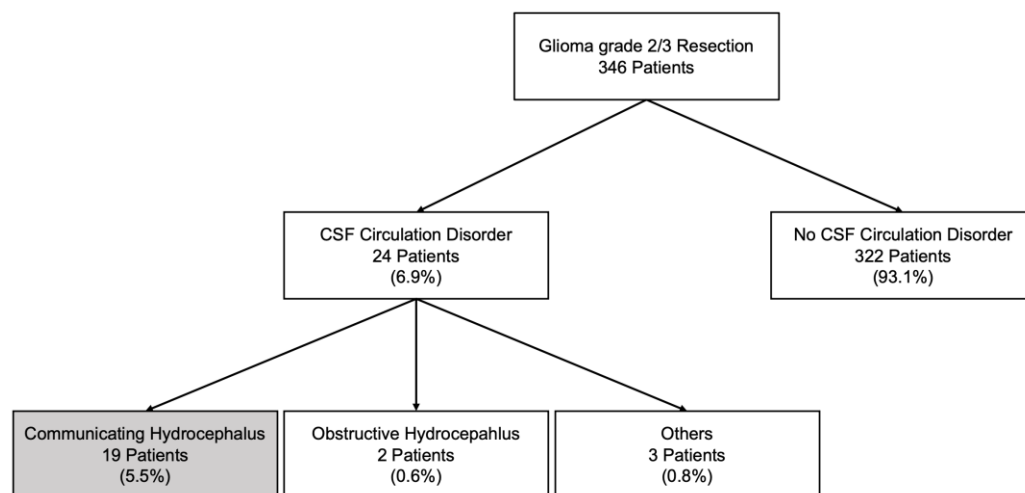 Glioma grade 2/3 Resection
346 Patients
CSF Circulation Disorder
24 Patients
(6.9%)
No CSF Circulation Disorder
322 Patients
(93.1%)
Communicating Hydrocephalus
19 Patients
(5.5%)
Obstructive Hydrocepahlus
2 Patients
(0.6%)
Others
3 Patients
(0.8%)